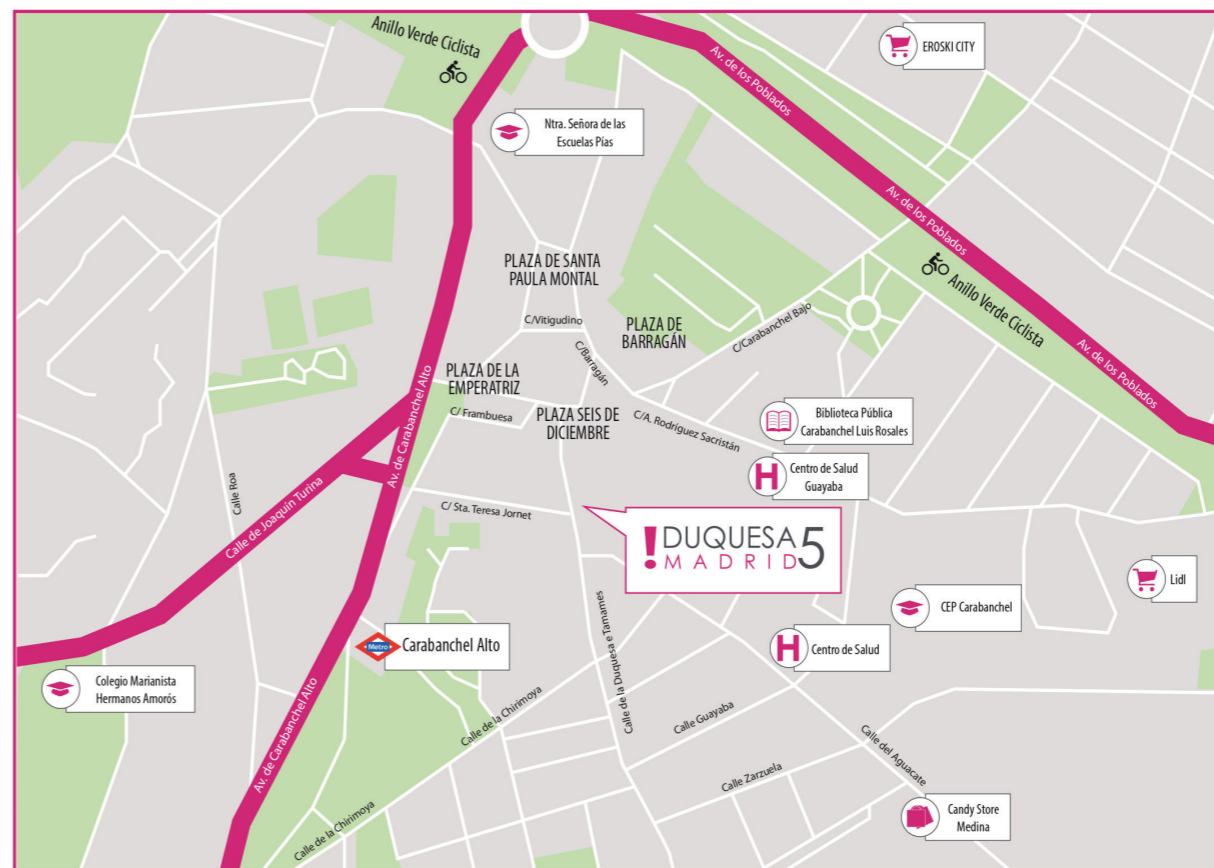 Anillo Verde Ciclista
Av. de los Poblados
EROSKI CITY
Ntra. Señora de las
Escuelas Pías
Av. de los Poblados
PLAZA DE SANTA
PAULA MONTAL
Anillo Verde Ciclista
C/Vitigudino
PLAZA DE
BARRAGÁN
C/Carabanchel Bajo
C/Barragán
Av. de los Poblados
PLAZA DE LA
EMPERATRIZ
C/ Frambuesa
PLAZA SEIS DE
DICIEMBRE
C/A. Rodríguez Sacristán
Biblioteca Pública
Carabanchel Luis Rosales
Av. de Carabanchel Alto
Centro de Salud
Guayaba
H
Calle Roa
Calle de Joaquín Turina
C/ Sta. Teresa Jornet
!DUQUESA 5
MADRID
Lidl
CEP Carabanchel
Metro
Carabanchel Alto
H
Centro de Salud
Calle de la Duquesa e Tamames
Colegio Marianista
Hermanos Amorós
Av. de Carabanchel Alto
Calle de la Chirimoya
Calle Guayaba
Calle del Aguacate
Calle Zarzuela
Candy Store
Medina
Calle de la Chirimoya